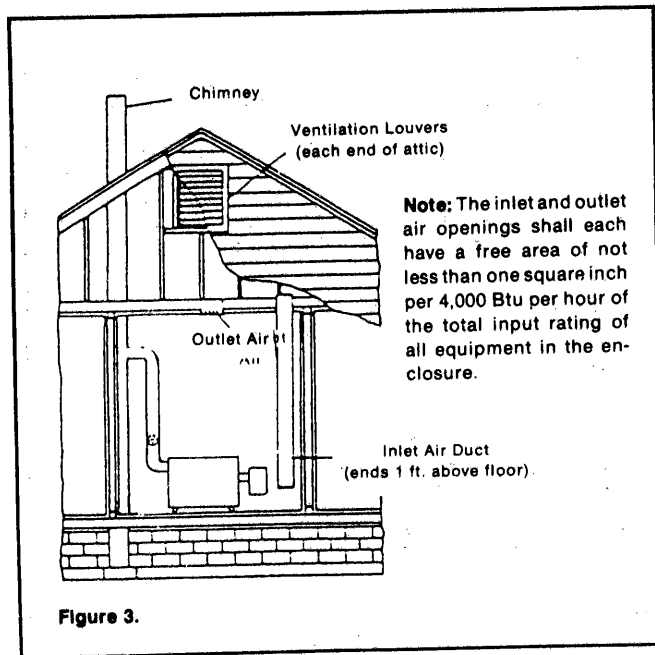 Chimney
Ventilation Louvers
(each end of attic)
Note: The inlet and outlet
air openings shall each
have a free area of not
less than one square inch
per 4,000 Btu per hour of
the total input rating of
all equipment in the en-
closure.
Outlet Air
Inlet Air Duct
(ends 1 ft. above floor)
Figure 3.